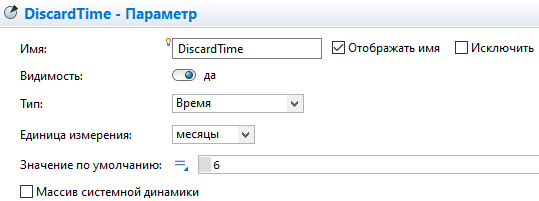 DiscardTime - Параметр
Имя: DiscardTime Отображать имя Исключить
Видимость: да
Тип: Время
Единица измерения: месяцы
Значение по умолчанию: 6
Массив системной динамики